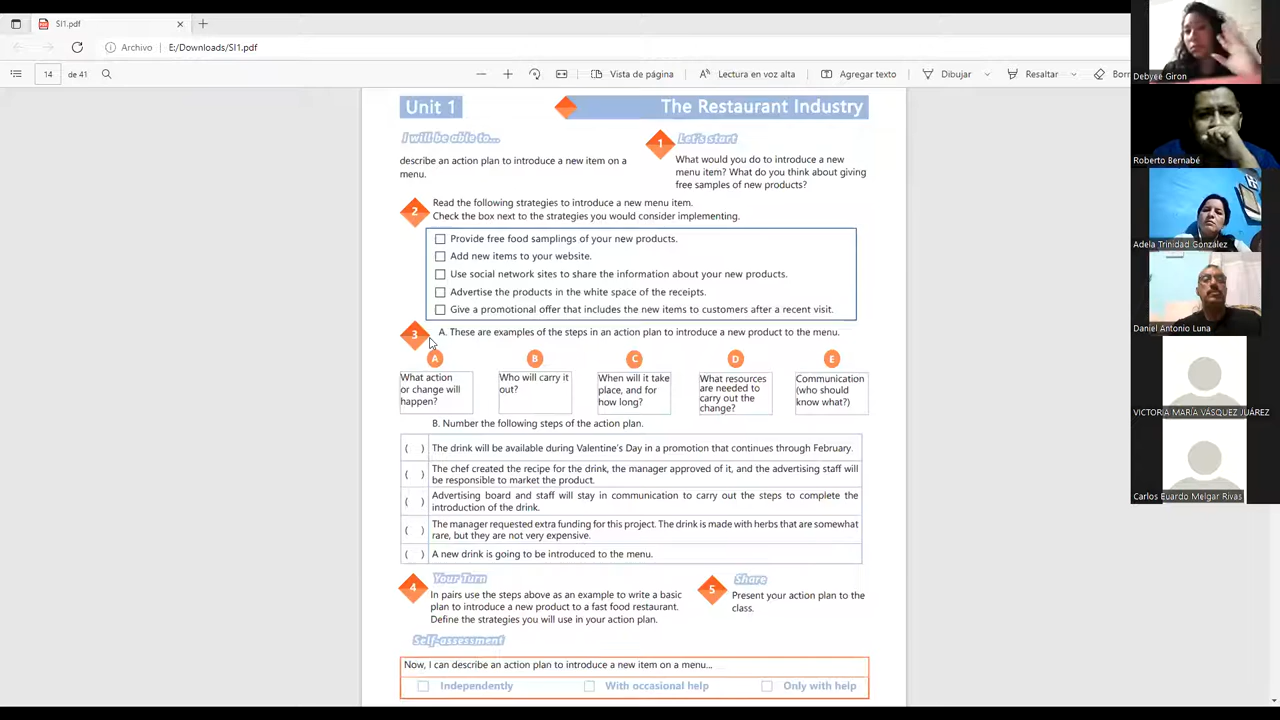 SI1.pdf
Archivo E:/Downloads/SI1.pdf
14 de 41
Vista de página
Lectura en voz alta
Agregar texto
Dibujar
Resaltar
Unit 1
The Restaurant Industry
I will be able to...
describe an action plan to introduce a new item on a
menu.
1 Let's start
What would you do to introduce a new
menu item? What do you think about giving
free samples of new products?
2 Read the following strategies to introduce a new menu item.
Check the box next to the strategies you would consider implementing.
Provide free food samplings of your new products.
Add new items to your website.
Use social network sites to share the information about your new products.
Advertise the products in the white space of the receipts.
Give a promotional offer that includes the new items to customers after a recent visit.
3 A. These are examples of the steps in an action plan to introduce a new product to the menu.
A
What action
or change will
happen?
B
Who will carry it
out?
C
When will it take
place, and for
how long?
D
What resources
are needed to
carry out the
change?
E
Communication
(who should
know what?)
B. Number the following steps of the action plan.
( ) The drink will be available during Valentine's Day in a promotion that continues through February.
( ) The chef created the recipe for the drink, the manager approved of it, and the advertising staff will
be responsible to market the product.
( ) Advertising board and staff will stay in communication to carry out the steps to complete the
introduction of the drink.
( ) The manager requested extra funding for this project. The drink is made with herbs that are somewhat
rare, but they are not very expensive.
( ) A new drink is going to be introduced to the menu.
4 Your Turn
In pairs use the steps above as an example to write a basic
plan to introduce a new product to a fast food restaurant.
Define the strategies you will use in your action plan.
5 Share
Present your action plan to the
class.
Self-assessment
Now, I can describe an action plan to introduce a new item on a menu...
Independently
With occasional help
Only with help
Debyee Giron
Roberto Bernabé
Adela Trinidad González
Daniel Antonio Luna
VICTORIA MARÍA VÁSQUEZ JUÁREZ
Carlos Euardo Melgar Rivas